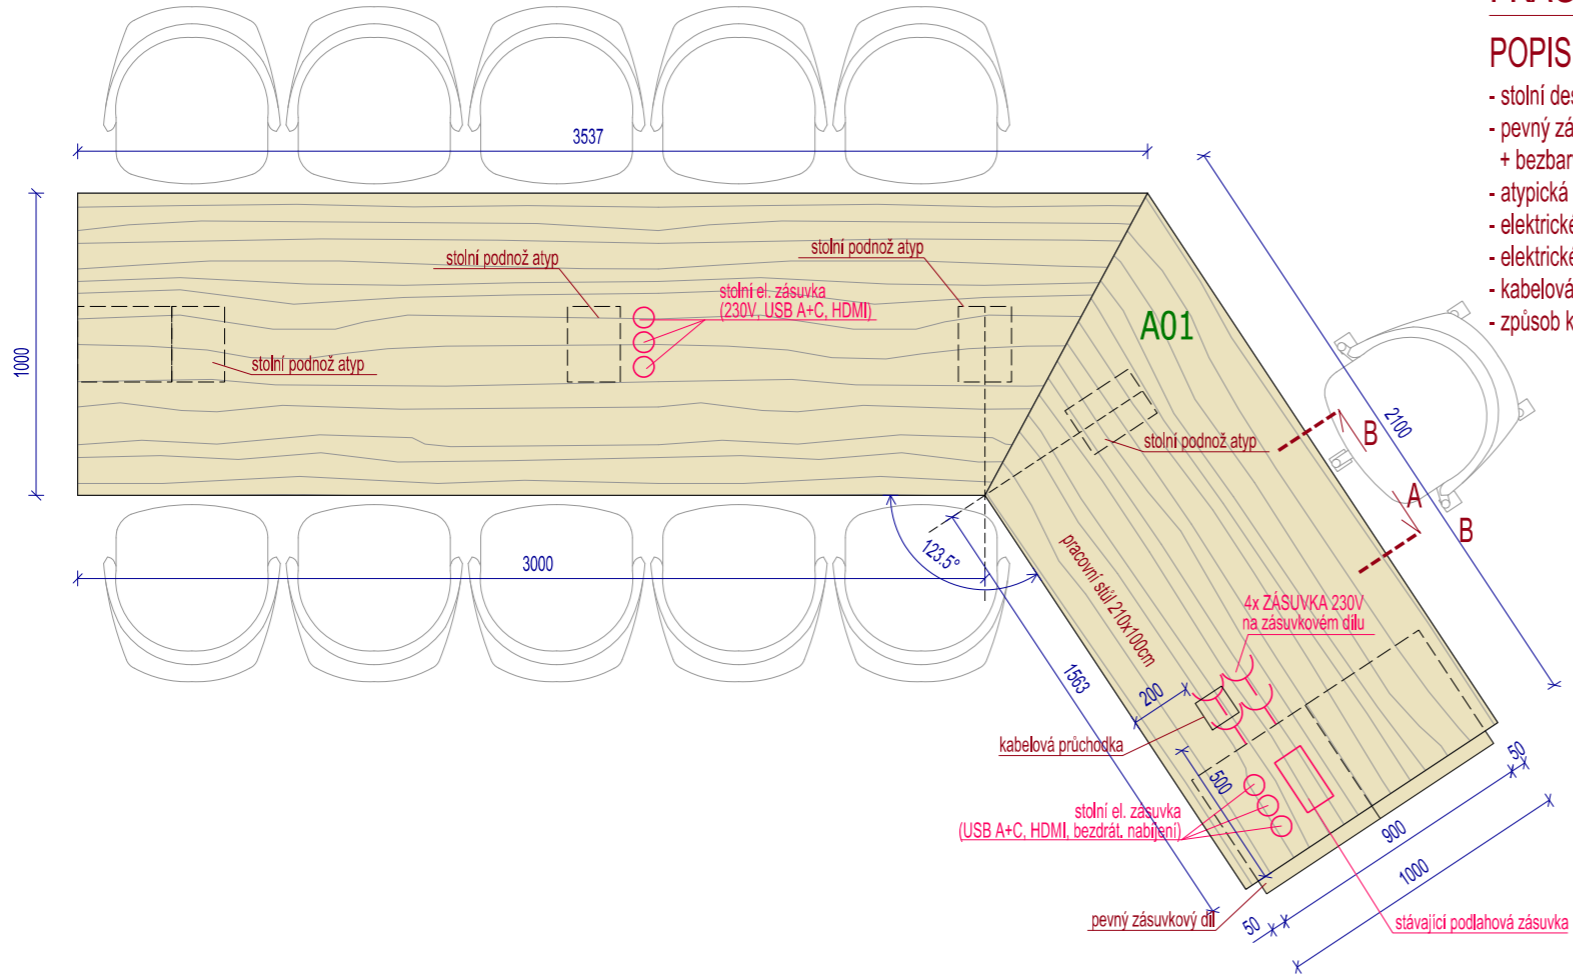 POPIS
- stolní des
- pevný zá
+ bezbar
- atypická
- elektrické
- elektrické
- kabelová
- způsob k
3537
1000
stolní podnož atyp
stolní podnož atyp
stolní el. zásuvka
(230V, USB A+C, HDMI)
stolní podnož atyp
A01
stolní podnož atyp
2100
B
A
B
3000
123.5°
pracovní stůl 210x100cm
4x ZÁSUVKA 230V
na zásuvkovém dílu
1563
200
kabelová průchodka
500
stolní el. zásuvka
(USB A+C, HDMI, bezdrát. nabíjení)
50
900
1000
pevný zásuvkový díl
50
stávající podlahová zásuvka